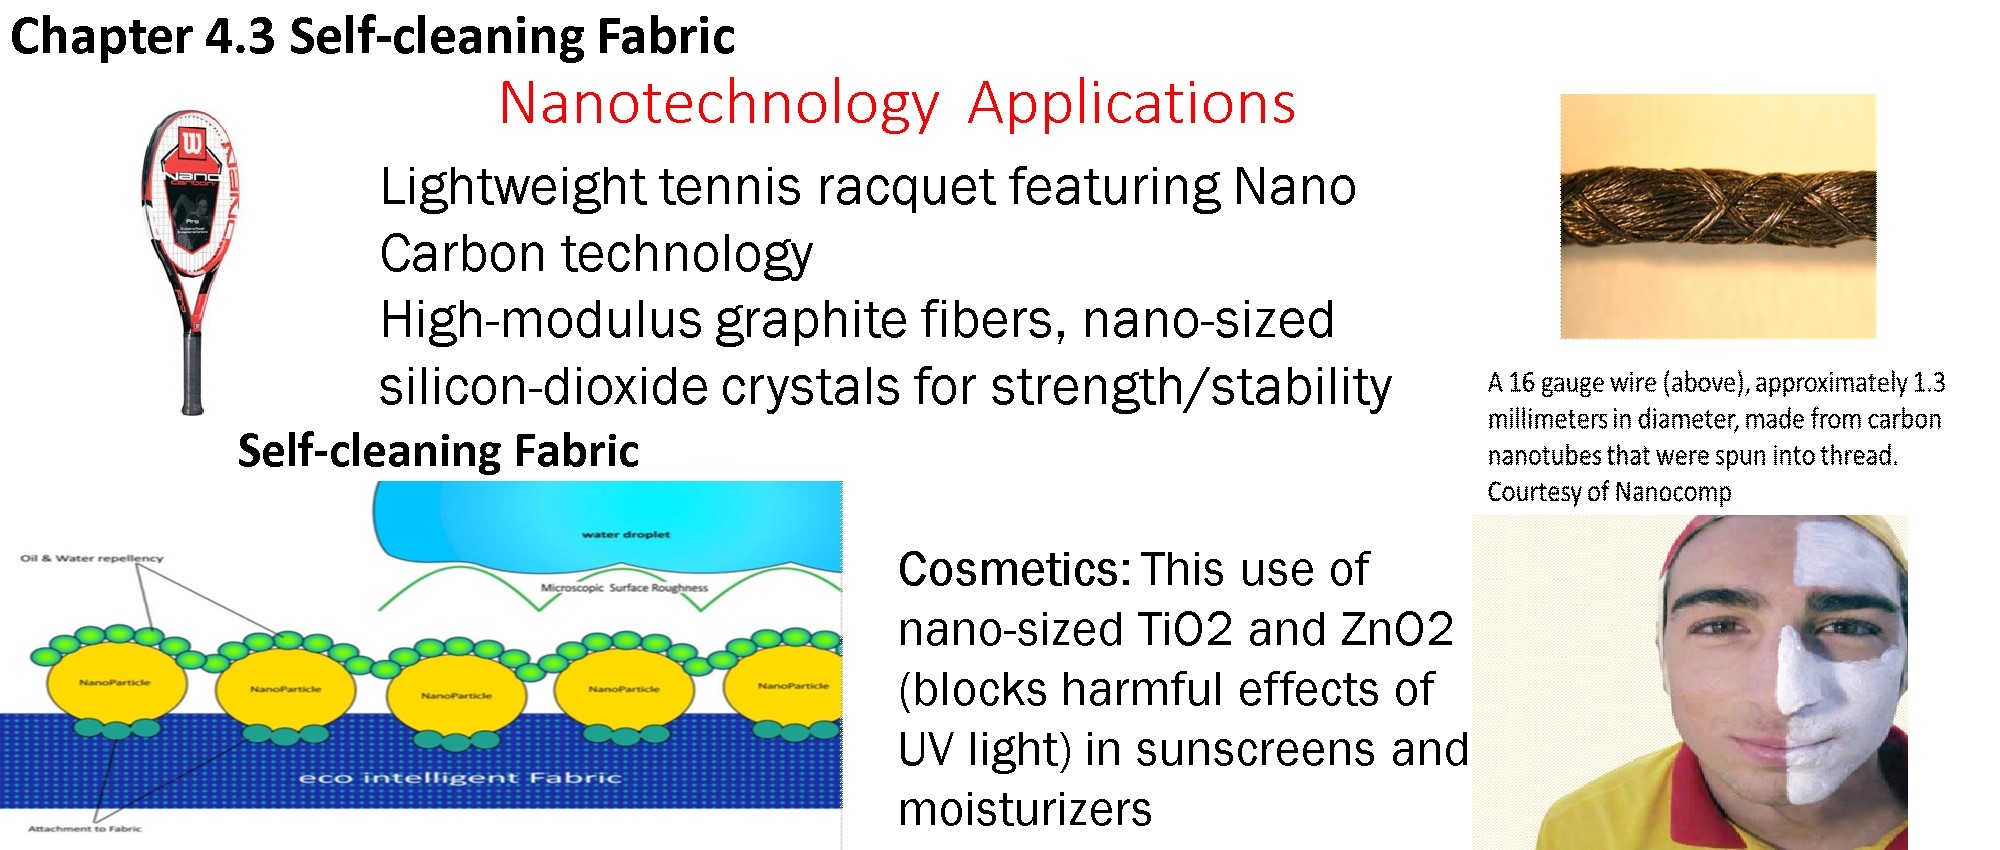 Chapter 4.3 Self-cleaning Fabric
Nanotechnology Applications
W
Nano
Pro
Lightweight tennis racquet featuring Nano
Carbon technology
High-modulus graphite fibers, nano-sized
silicon-dioxide crystals for strength/stability
A 16 gauge wire (above), approximately 1.3
millimeters in diameter, made from carbon
nanotubes that were spun into thread.
Courtesy of Nanocomp
Self-cleaning Fabric
water droplet
Oil & Water repellency
Microscopic Surface Roughness
NanoParticle
NanoParticle
NanoParticle
NanoParticle
NanoParticle
eco intelligent Fabric
Attachment to Fabric
Cosmetics: This use of
nano-sized TiO2 and ZnO2
(blocks harmful effects of
UV light) in sunscreens and
moisturizers